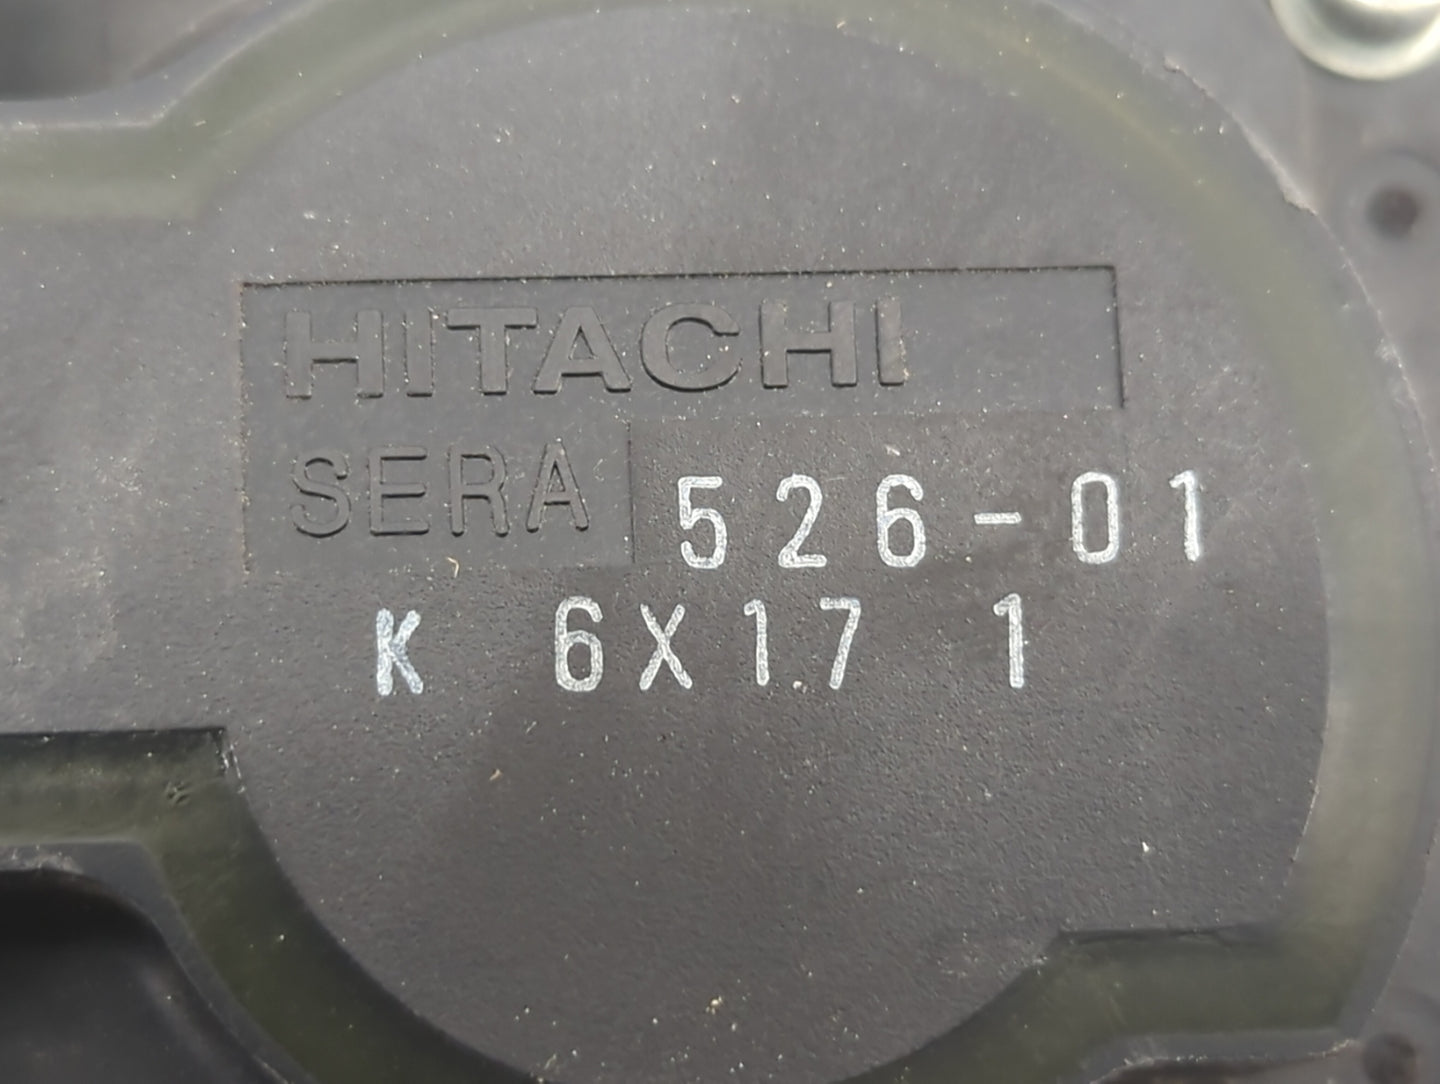 HITACHI
SERA 526-01
K 6X17 1